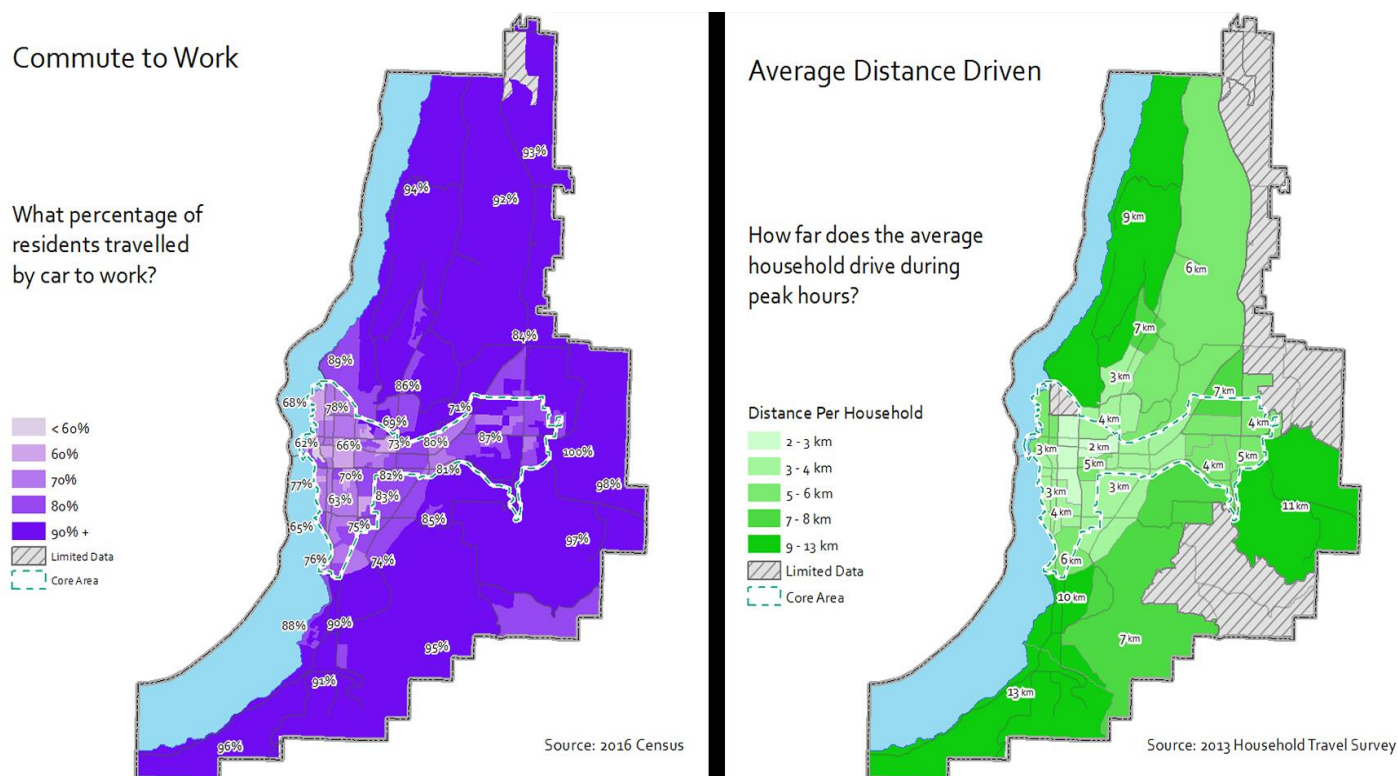 Commute to Work
What percentage of
residents travelled
by car to work?
< 60%
60%
70%
80%
90% +
Limited Data
Core Area
93%
94%
92%
84%
89%
86%
68%
78%
71%
69%
62%
66%
73%
80%
87%
100%
77%
70%
82%
81%
98%
63%
83%
65%
75%
85%
97%
76%
74%
88%
90%
95%
91%
96%
Source: 2016 Census
Average Distance Driven
How far does the average
household drive during
peak hours?
Distance Per Household
2 - 3 km
3 - 4 km
5 - 6 km
7 - 8 km
9 - 13 km
Limited Data
Core Area
9 km
6 km
7 km
3 km
7 km
4 km
4 km
3 km
2 km
5 km
4 km
5 km
3 km
3 km
4 km
11 km
6 km
10 km
7 km
13 km
Source: 2013 Household Travel Survey